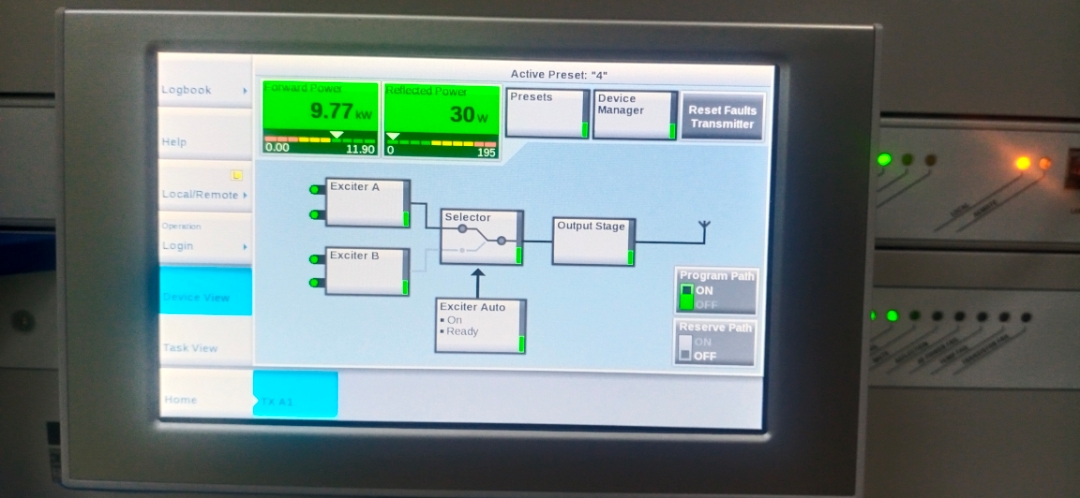 Active Preset: "4"
Logbook
Help
L
Local/Remote
Operation
Login
Device View
Task View
Home
TX A1
Forward Power
9.77 kW
0.00 11.90
Reflected Power
30 W
0 195
Presets
Device
Manager
Reset Faults
Transmitter
Exciter A
Exciter B
Selector
Output Stage
Exciter Auto
On
Ready
Program Path
ON
OFF
Reserve Path
ON
OFF